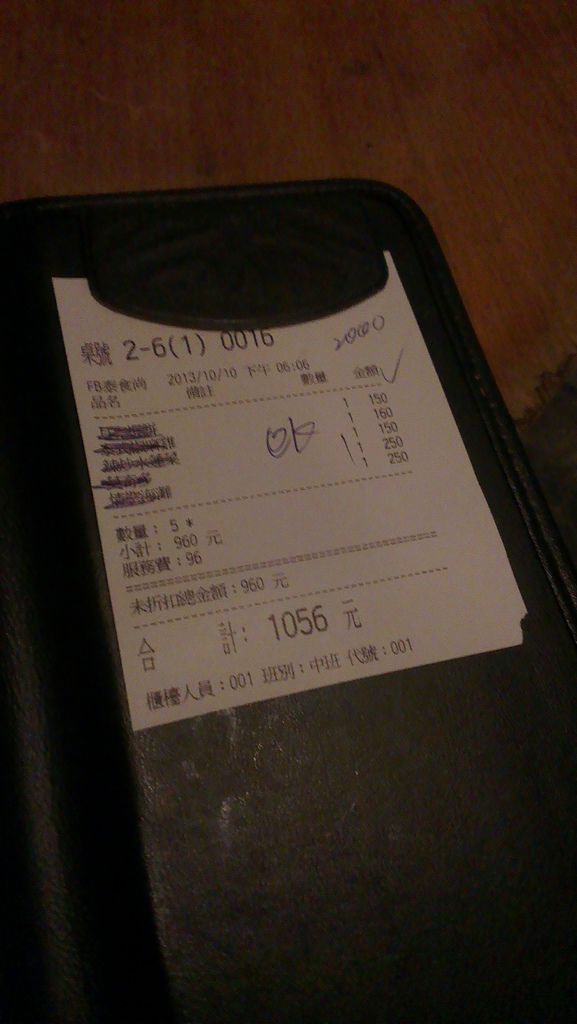 桌號 2-6(1) 0016
2000
FB泰食尚 2013/10/10 下午 06:06
品名 備註 數量 金額
1 150
1 160
OK 1 150
1 250
1 250
數量： 5 *
小計： 960 元
服務費：96
未折扣總金額：960 元
合 計： 1056 元
櫃檯人員：001 班別：中班 代號：001